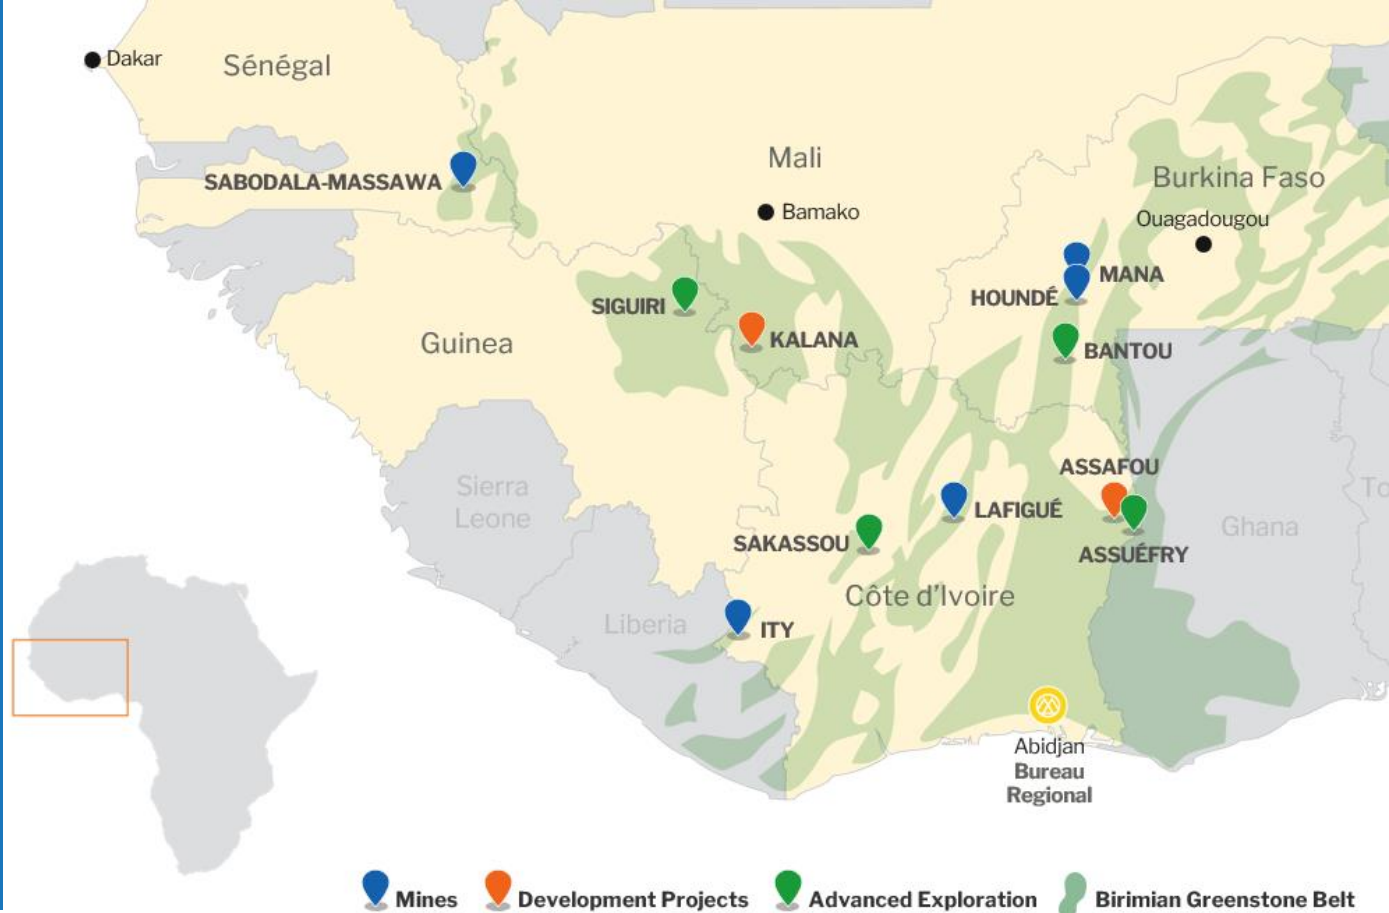 Dakar
Sénégal
Mali
SABODALA-MASSAWA
Burkina Faso
Bamako
Ouagadougou
MANA
HOUNDÉ
SIGUIRI
KALANA
Guinea
BANTOU
ASSAFOU
Sierra
Leone
LAFIGUÉ
Ghana
SAKASSOU
ASSUÉFRY
Côte d'Ivoire
Liberia
ITY
Abidjan
Bureau
Regional
Mines
Development Projects
Advanced Exploration
Birimian Greenstone Belt